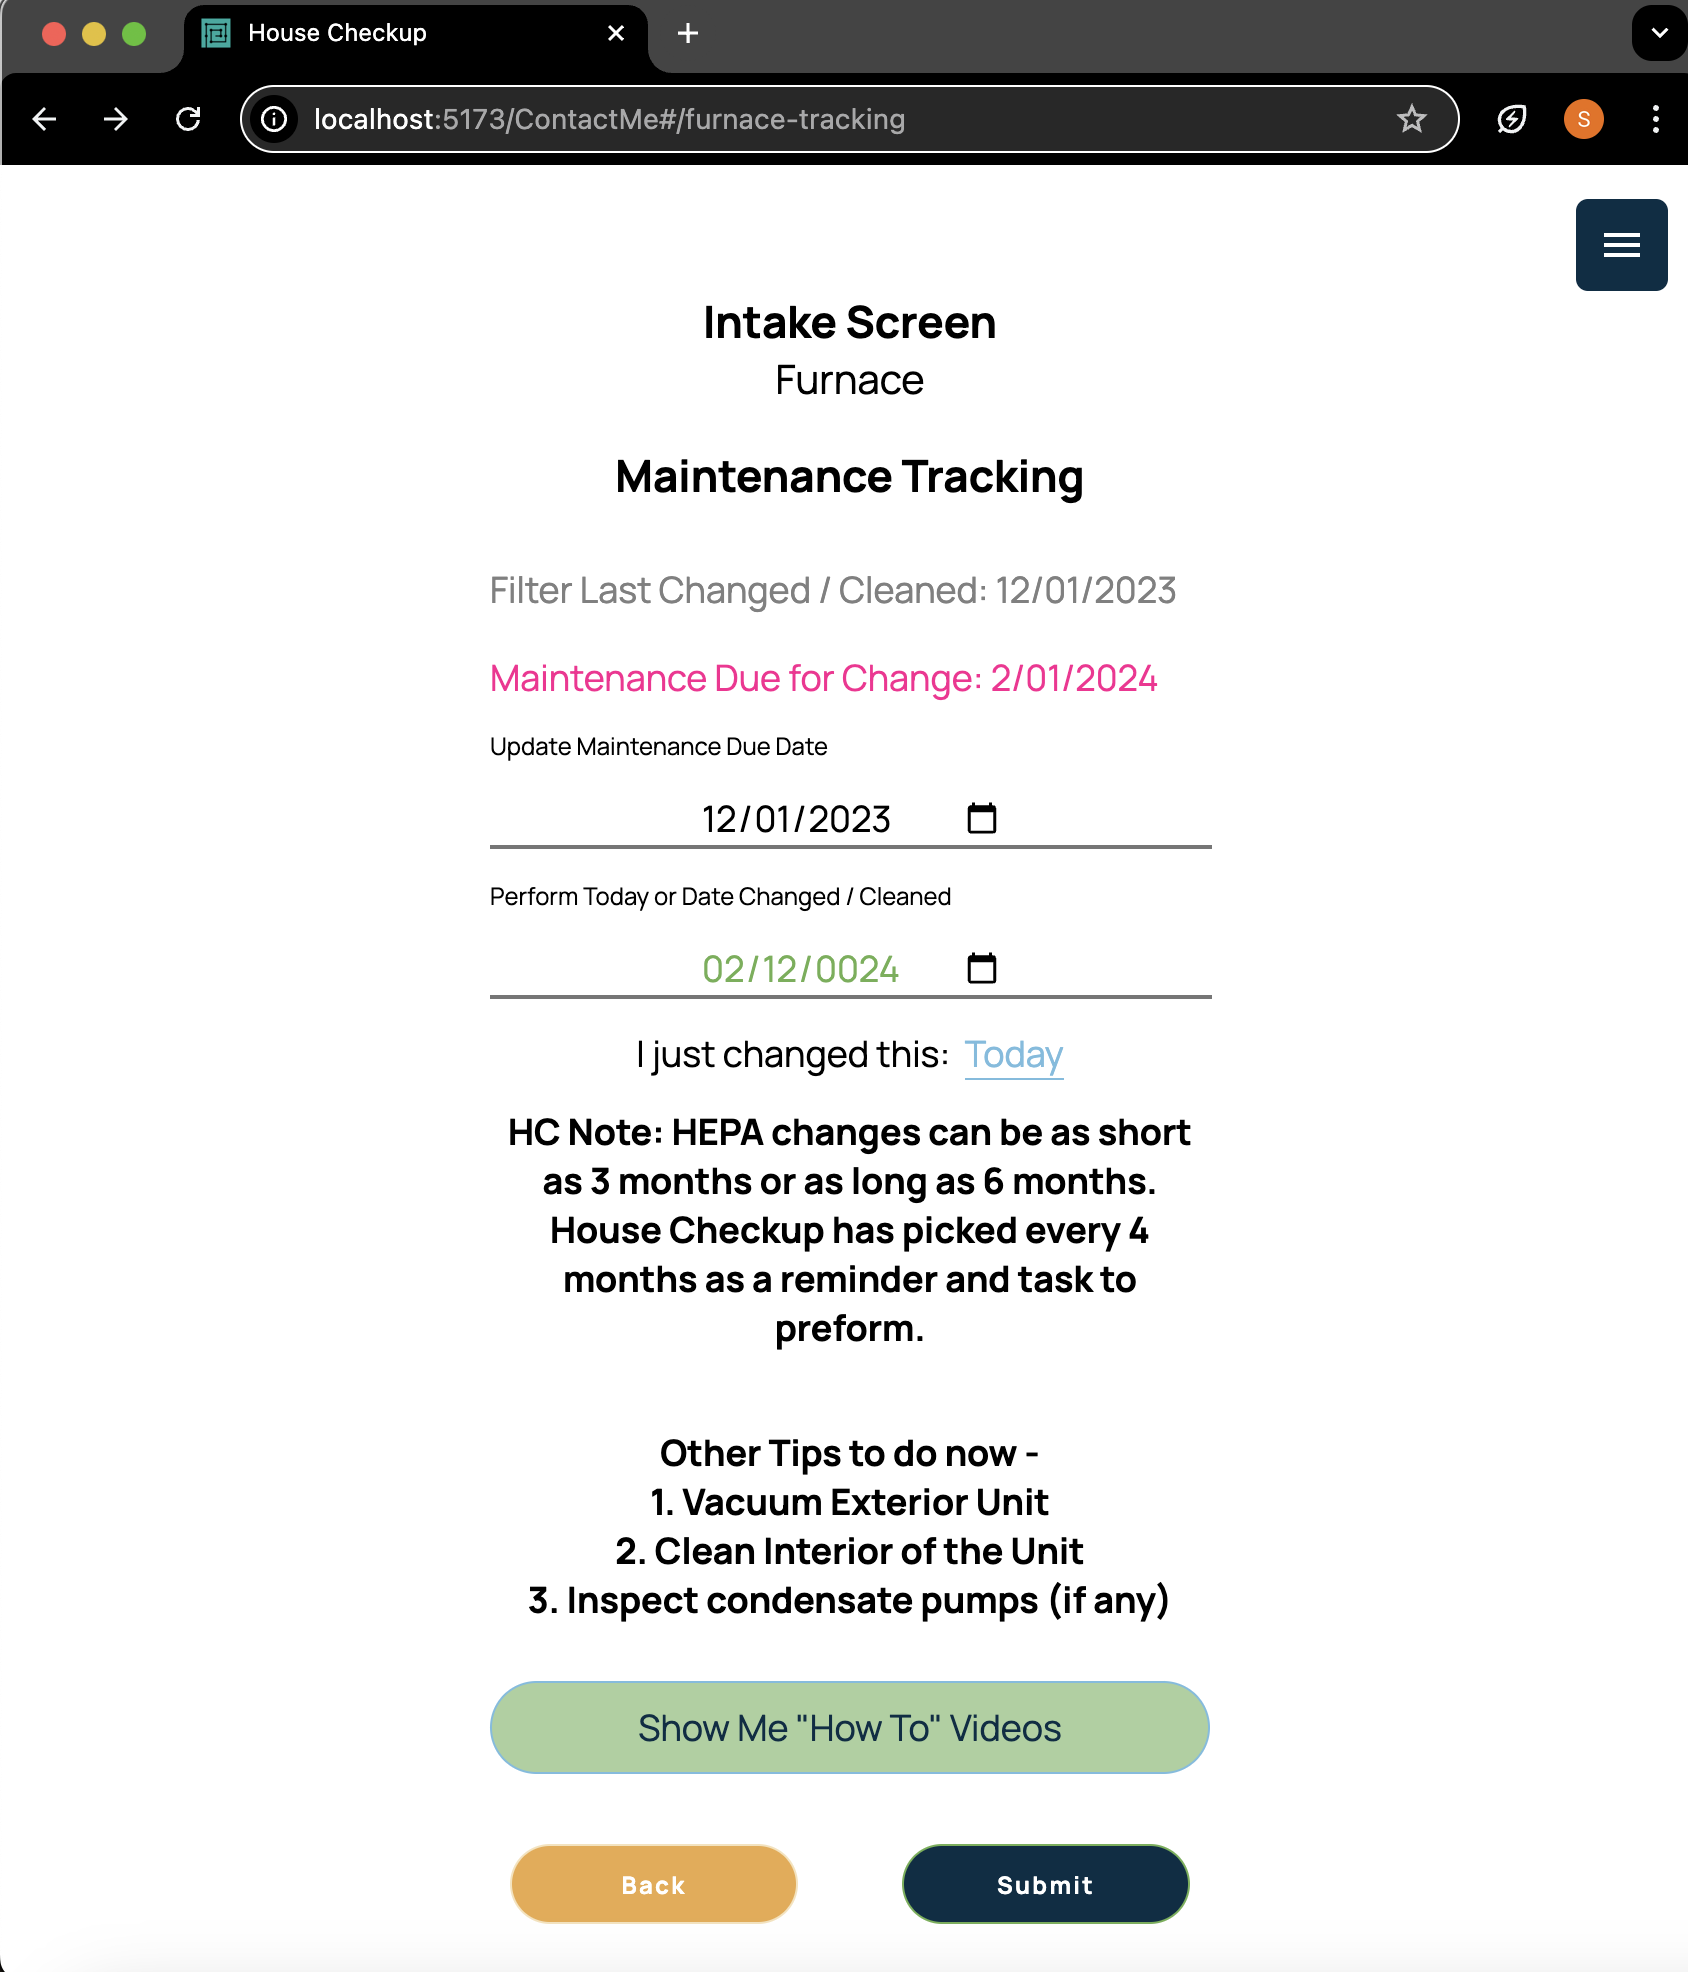 House Checkup
localhost:5173/ContactMe#/furnace-tracking
S
Intake Screen
Furnace
Maintenance Tracking
Filter Last Changed / Cleaned: 12/01/2023
Maintenance Due for Change: 2/01/2024
Update Maintenance Due Date
12/01/2023
Perform Today or Date Changed / Cleaned
02/12/0024
I just changed this: Today
HC Note: HEPA changes can be as short
as 3 months or as long as 6 months.
House Checkup has picked every 4
months as a reminder and task to
preform.
Other Tips to do now -
1. Vacuum Exterior Unit
2. Clean Interior of the Unit
3. Inspect condensate pumps (if any)
Show Me "How To" Videos
Back
Submit